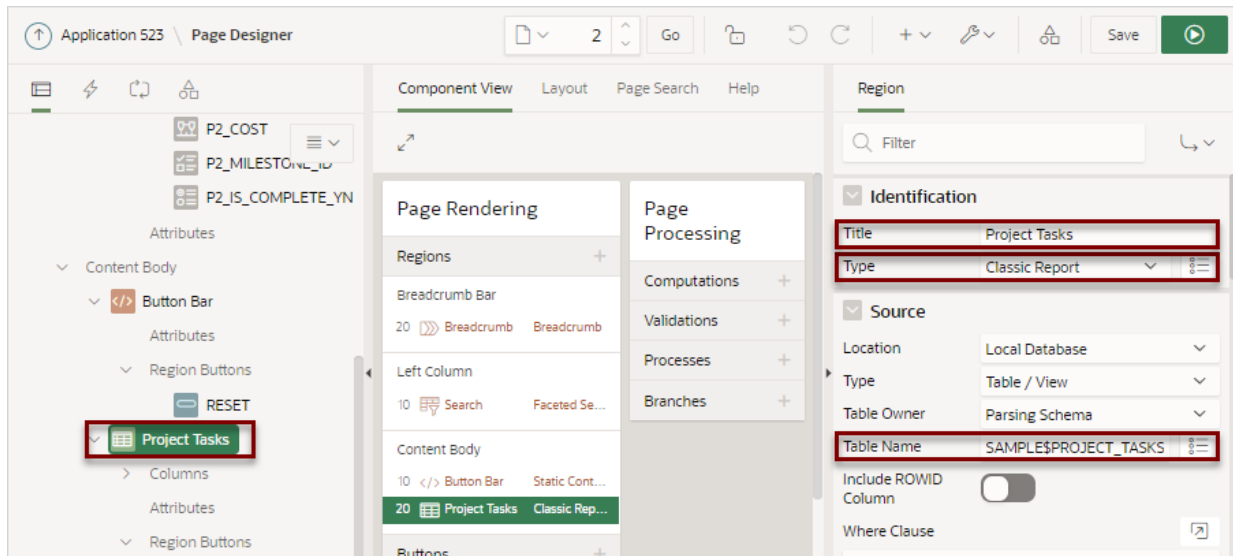 Application 523 \ Page Designer
2
Go
Save
P2_COST
P2_MILESTONE_ID
P2_IS_COMPLETE_YN
Attributes
Content Body
</> Button Bar
Attributes
Region Buttons
RESET
Project Tasks
Columns
Attributes
Region Buttons
Component View Layout Page Search Help
Page Rendering
Regions
Breadcrumb Bar
20 Breadcrumb Breadcrumb
Left Column
10 Search Faceted Se...
Content Body
10 </> Button Bar Static Cont...
20 Project Tasks Classic Rep...
Buttons
Page
Processing
Computations
Validations
Processes
Branches
Region
Filter
Identification
Title Project Tasks
Type Classic Report
Source
Location Local Database
Type Table / View
Table Owner Parsing Schema
Table Name SAMPLE$PROJECT_TASKS
Include ROWID
Column
Where Clause